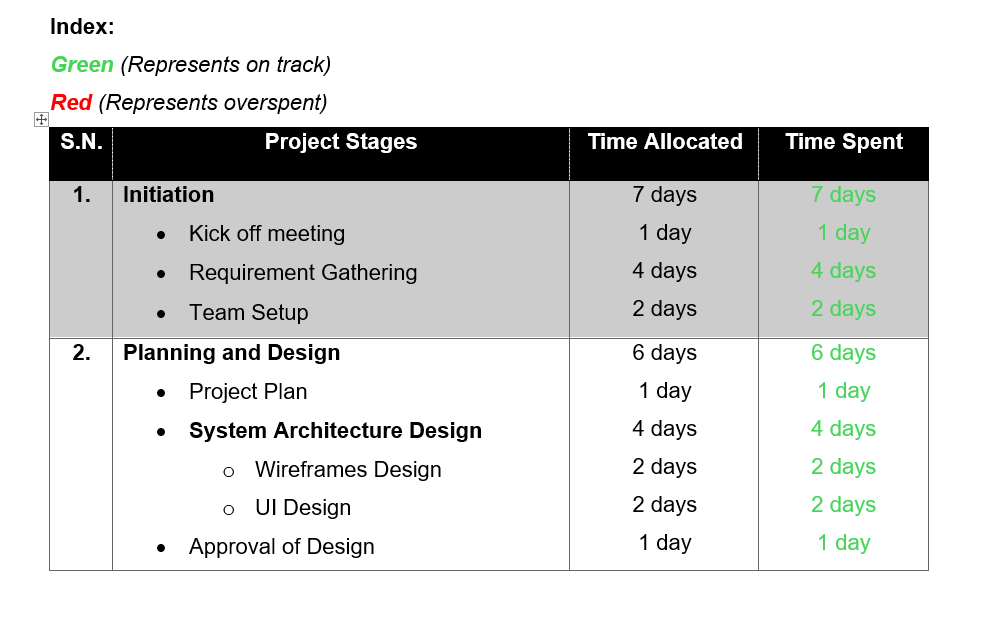 Index:
Green (Represents on track)
Red (Represents overspent)
S.N. Project Stages Time Allocated Time Spent
1. Initiation 7 days 7 days
• Kick off meeting 1 day 1 day
• Requirement Gathering 4 days 4 days
• Team Setup 2 days 2 days
2. Planning and Design 6 days 6 days
• Project Plan 1 day 1 day
• System Architecture Design 4 days 4 days
o Wireframes Design 2 days 2 days
o UI Design 2 days 2 days
• Approval of Design 1 day 1 day